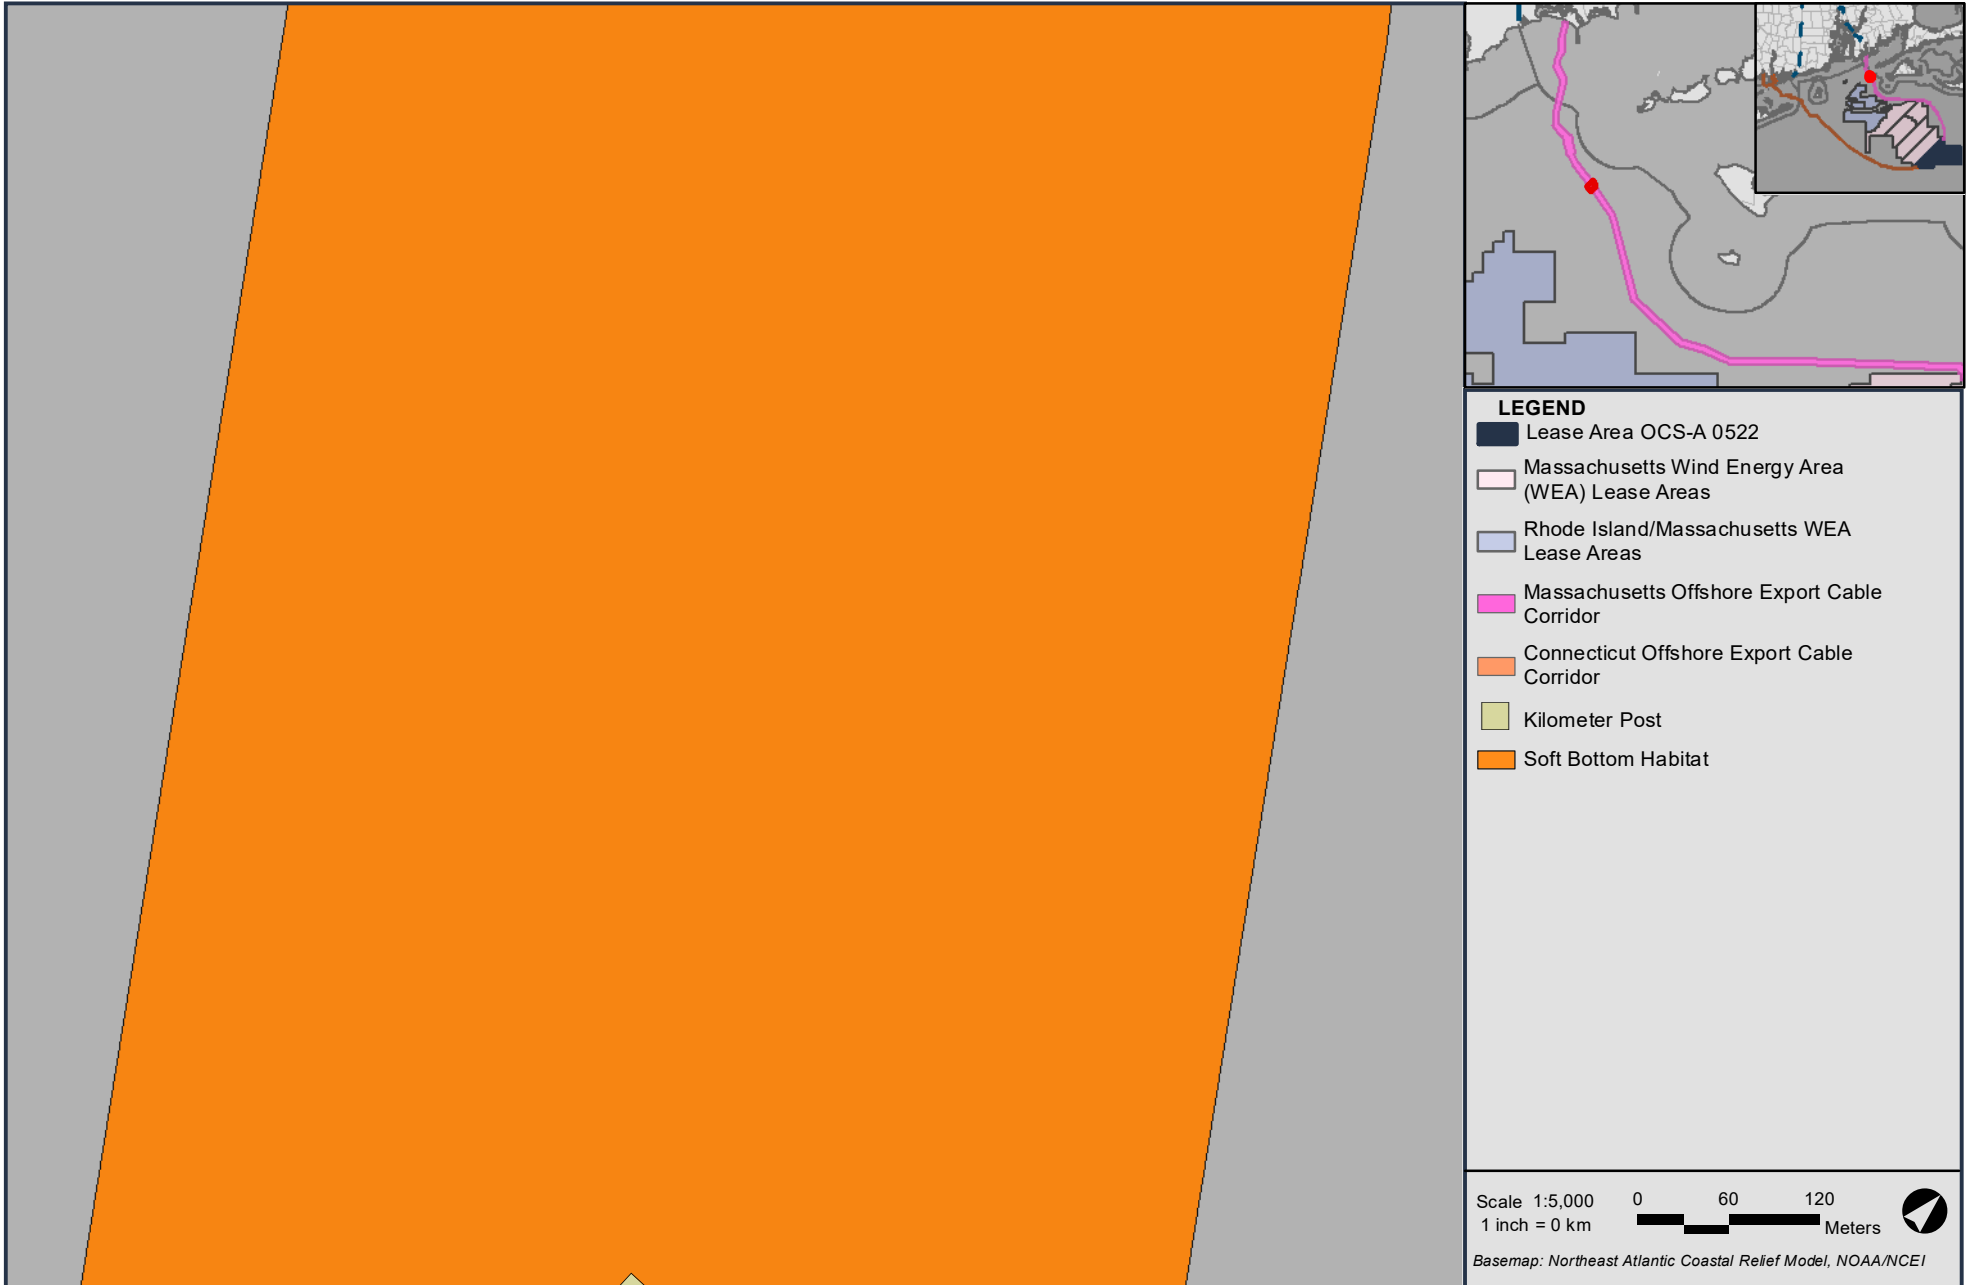 LEGEND
Lease Area OCS-A 0522
Massachusetts Wind Energy Area
(WEA) Lease Areas
Rhode Island/Massachusetts WEA
Lease Areas
Massachusetts Offshore Export Cable
Corridor
Connecticut Offshore Export Cable
Corridor
Kilometer Post
Soft Bottom Habitat
Scale 1:5,000
1 inch = 0 km
0 60 120
Meters
Basemap: Northeast Atlantic Coastal Relief Model, NOAA/NCEI